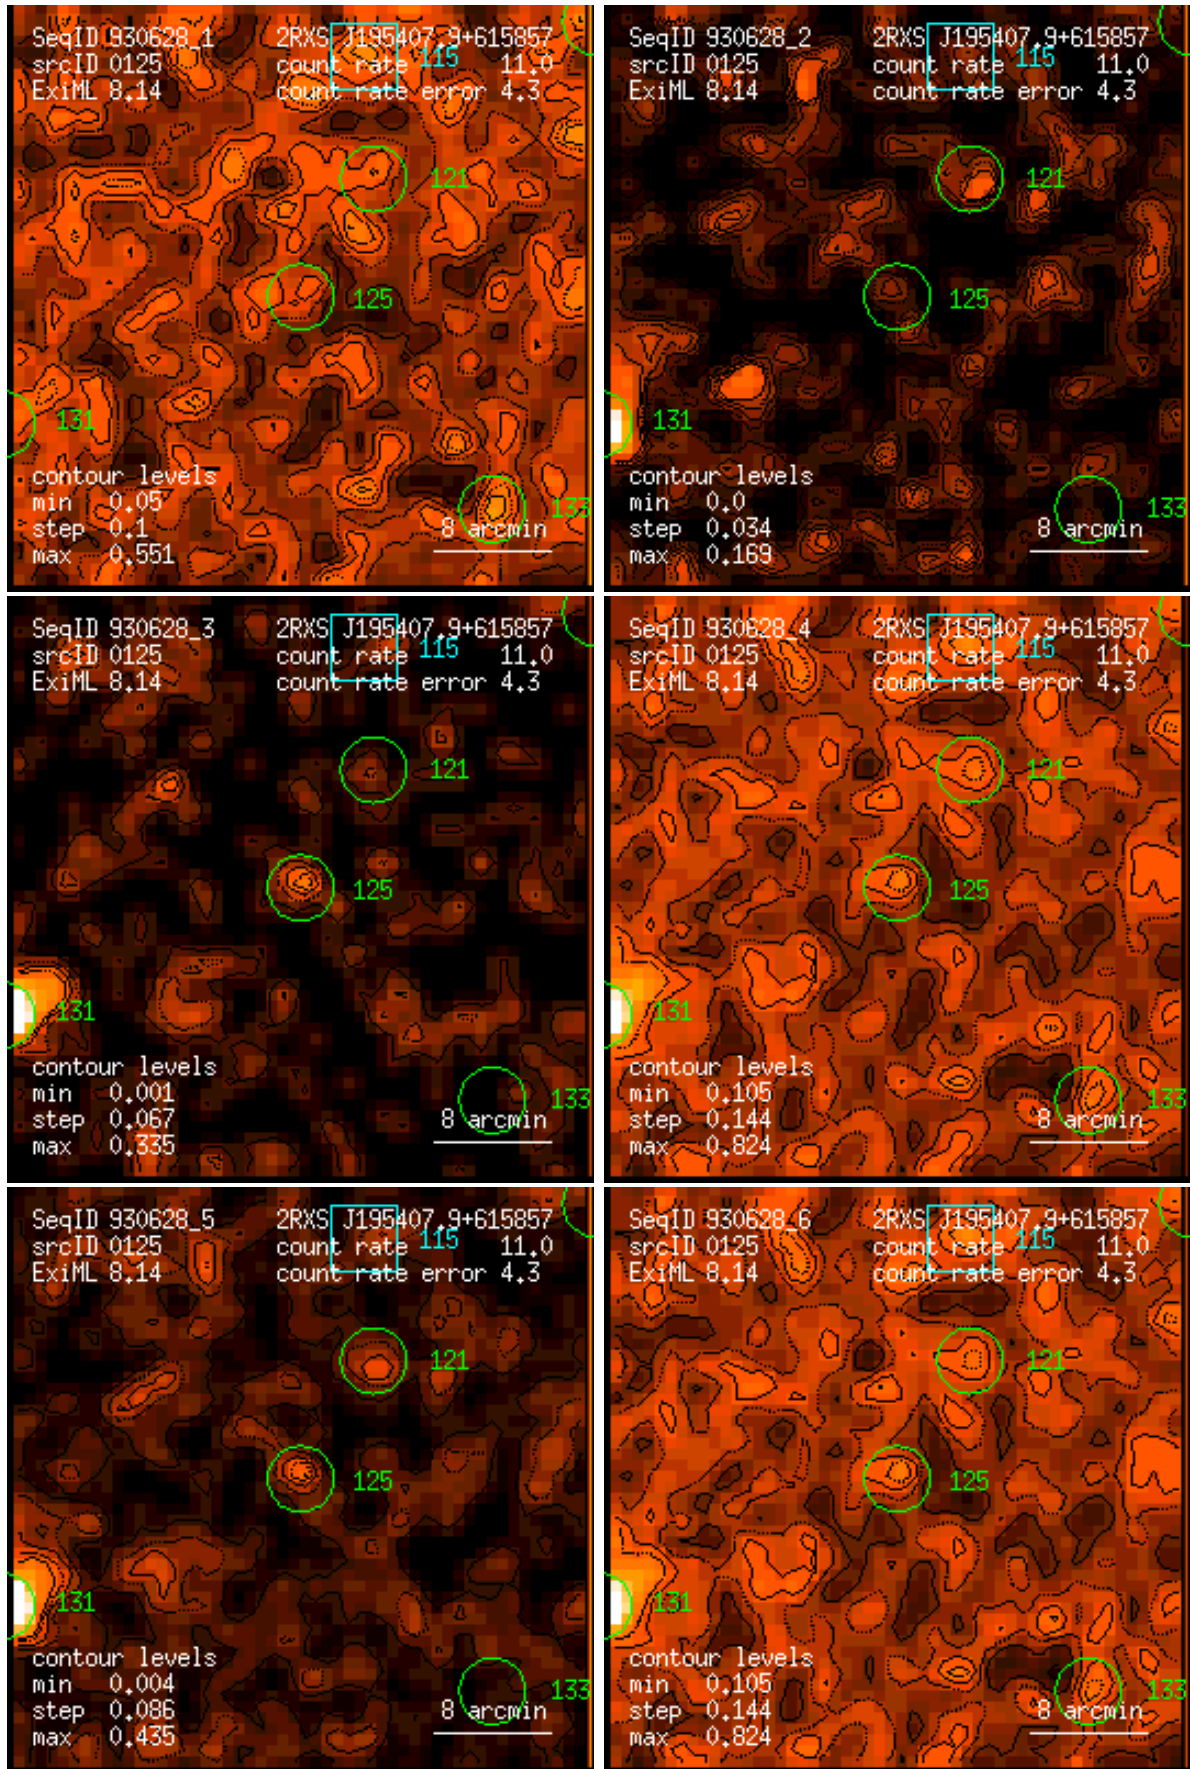 SeqID 930628_1 2RXS J195407.9+615857
srcID 0125 count rate 115 11.0
ExiML 8.14 count rate error 4.3
121
125
131
contour levels
min 0.05
133
step 0.1 8 arcmin
max 0.551
SeqID 930628_2 2RXS J195407.9+615857
srcID 0125 count rate 115 11.0
ExiML 8.14 count rate error 4.3
121
125
131
contour levels
min 0.0
133
step 0.034 8 arcmin
max 0.169
SeqID 930628_3 2RXS J195407.9+615857
srcID 0125 count rate 115 11.0
ExiML 8.14 count rate error 4.3
121
125
131
contour levels
min 0.001
133
step 0.067 8 arcmin
max 0.335
SeqID 930628_4 2RXS J195407.9+615857
srcID 0125 count rate 115 11.0
ExiML 8.14 count rate error 4.3
121
125
131
contour levels
min 0.105
133
step 0.144 8 arcmin
max 0.824
SeqID 930628_5 2RXS J195407.9+615857
srcID 0125 count rate 115 11.0
ExiML 8.14 count rate error 4.3
121
125
131
contour levels
min 0.004
133
step 0.086 8 arcmin
max 0.435
SeqID 930628_6 2RXS J195407.9+615857
srcID 0125 count rate 115 11.0
ExiML 8.14 count rate error 4.3
121
125
131
contour levels
min 0.105
133
step 0.144 8 arcmin
max 0.824